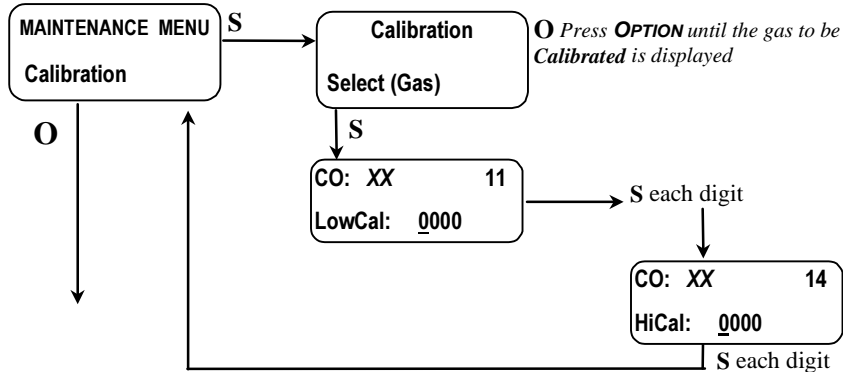 MAINTENANCE MENU
Calibration
S
Calibration
Select (Gas)
O Press OPTION until the gas to be
Calibrated is displayed
O
S
CO: XX 11
LowCal: 0000
S each digit
CO: XX 14
HiCal: 0000
S each digit